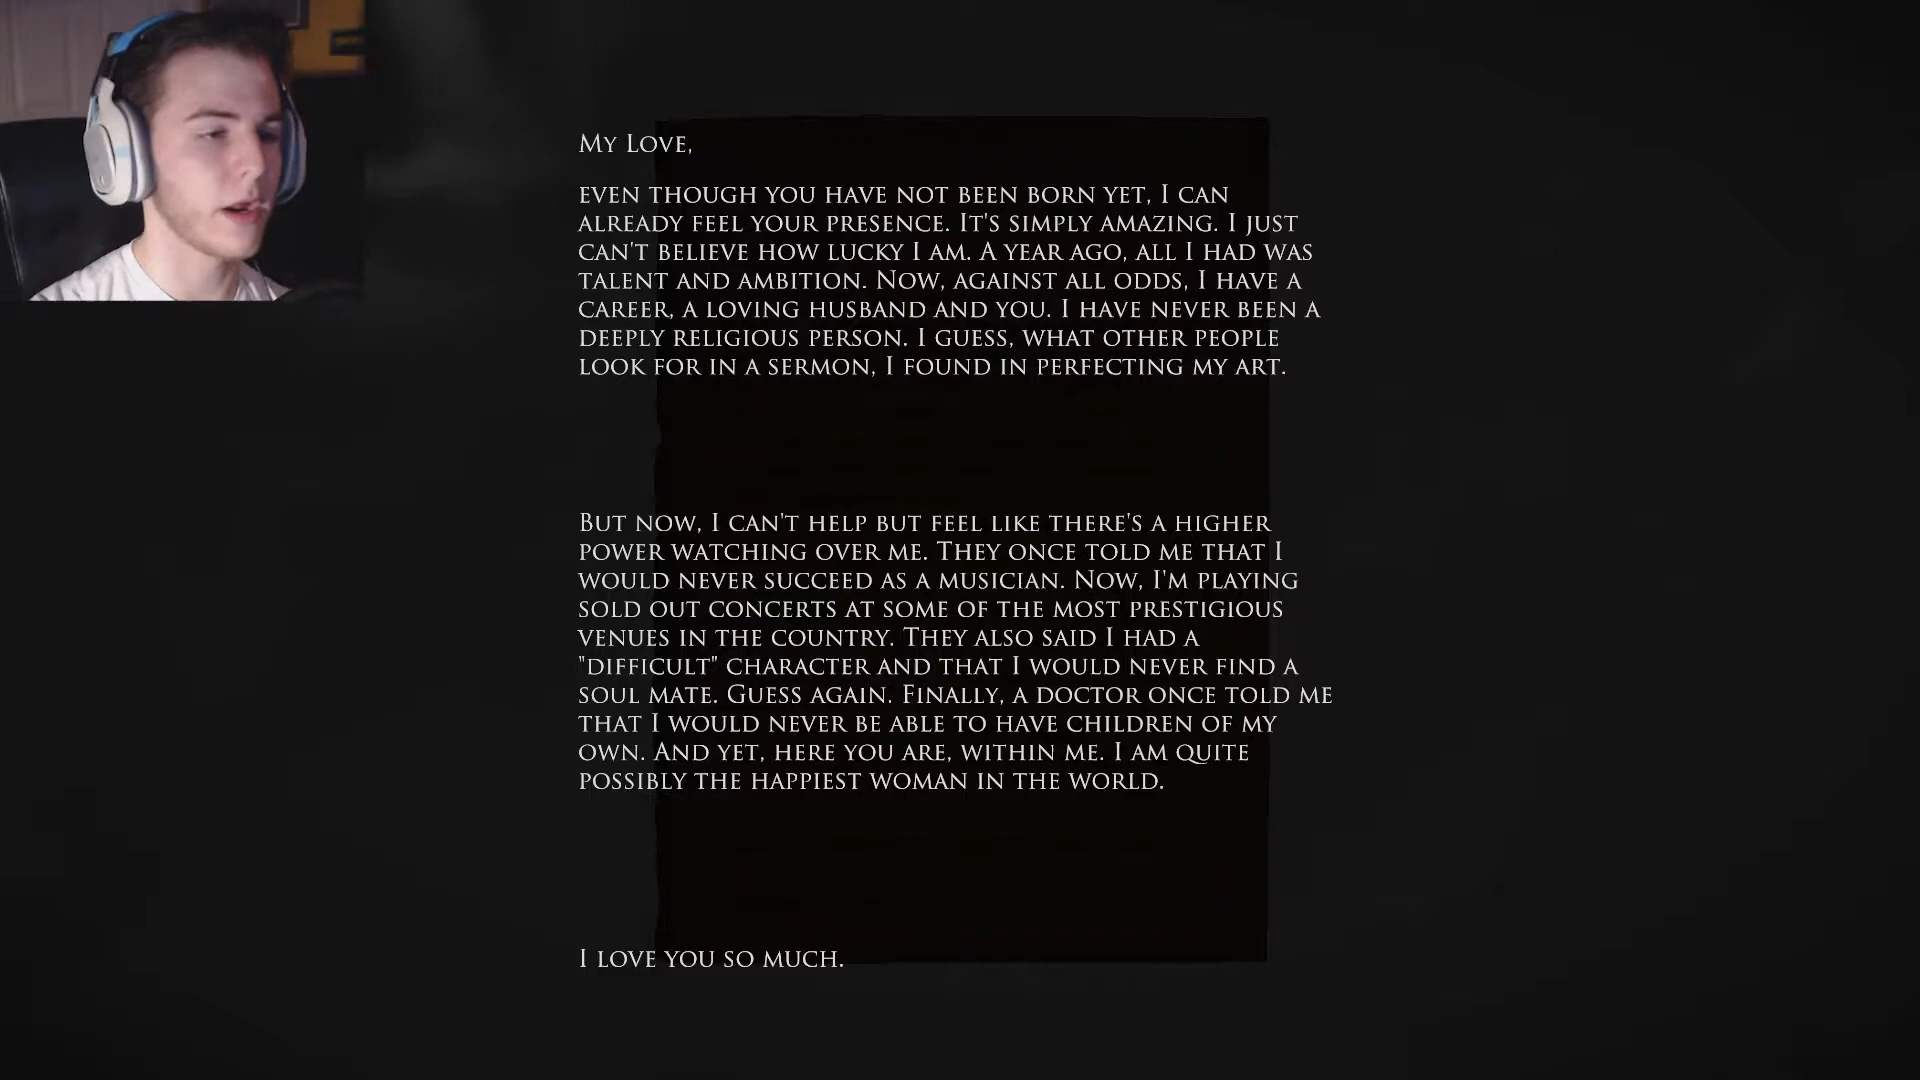 My Love,
even though you have not been born yet, I can
already feel your presence. It's simply amazing. I just
can't believe how lucky I am. A year ago, all I had was
talent and ambition. Now, against all odds, I have a
career, a loving husband and you. I have never been a
deeply religious person. I guess, what other people
look for in a sermon, I found in perfecting my art.
But now, I can't help but feel like there's a higher
power watching over me. They once told me that I
would never succeed as a musician. Now, I'm playing
sold out concerts at some of the most prestigious
venues in the country. They also said I had a
"difficult" character and that I would never find a
soul mate. Guess again. Finally, a doctor once told me
that I would never be able to have children of my
own. And yet, here you are, within me. I am quite
possibly the happiest woman in the world.
I love you so much.